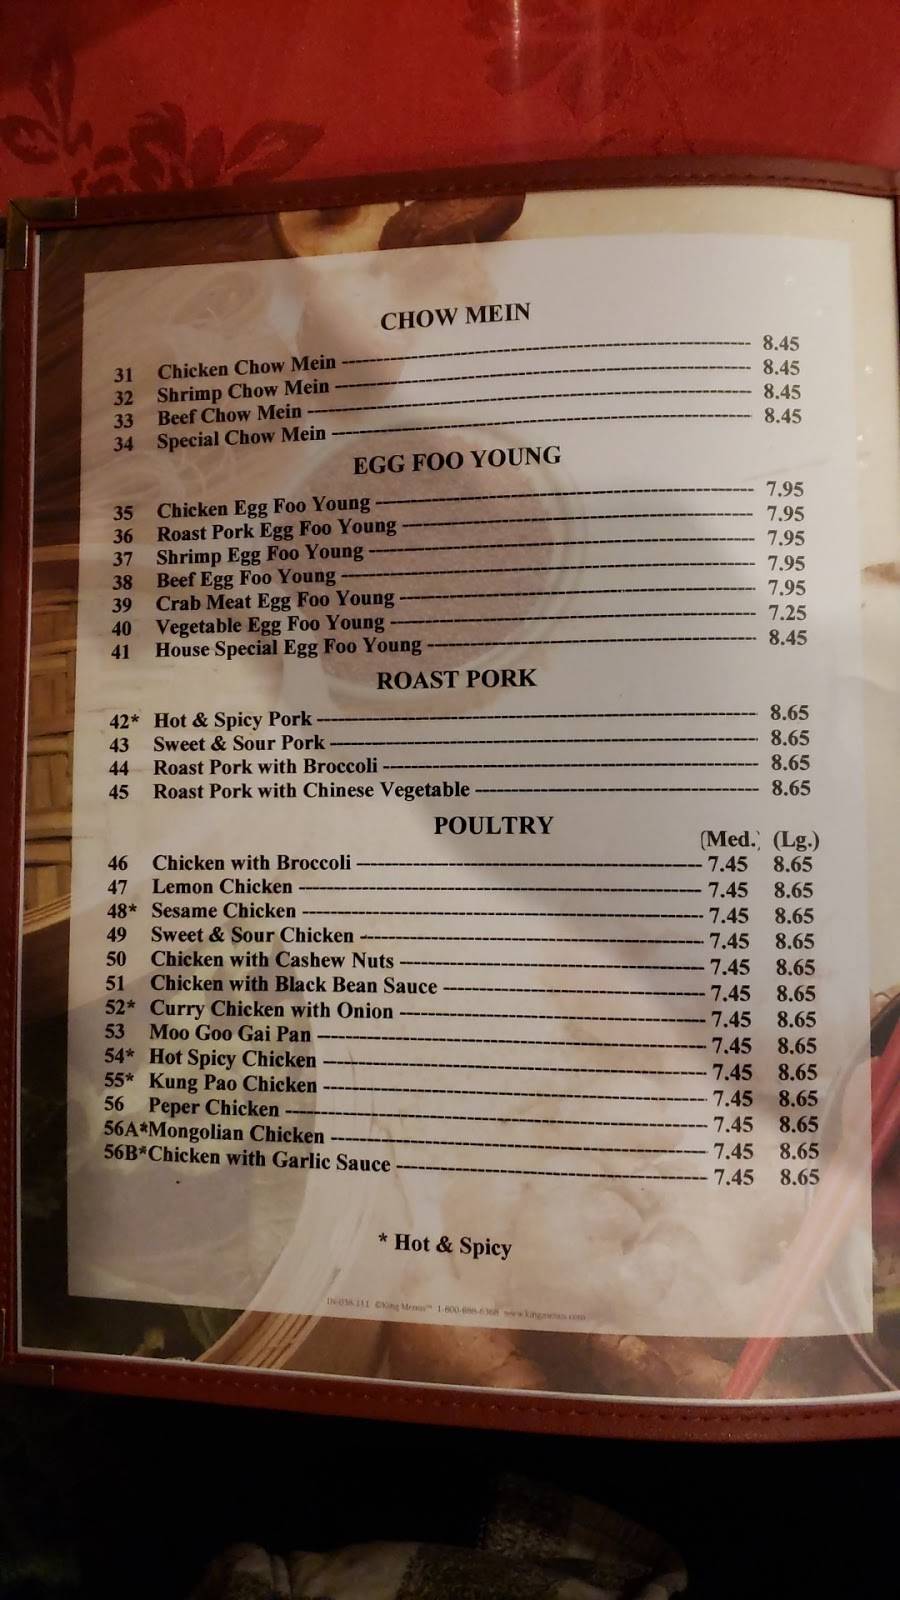 CHOW MEIN
31 Chicken Chow Mein 8.45
32 Shrimp Chow Mein 8.45
33 Beef Chow Mein 8.45
34 Special Chow Mein 8.45
EGG FOO YOUNG
35 Chicken Egg Foo Young 7.95
36 Roast Pork Egg Foo Young 7.95
37 Shrimp Egg Foo Young 7.95
38 Beef Egg Foo Young 7.95
39 Crab Meat Egg Foo Young 7.95
40 Vegetable Egg Foo Young 7.25
41 House Special Egg Foo Young 8.45
ROAST PORK
42* Hot & Spicy Pork 8.65
43 Sweet & Sour Pork 8.65
44 Roast Pork with Broccoli 8.65
45 Roast Pork with Chinese Vegetable 8.65
POULTRY
(Med.) (Lg.)
46 Chicken with Broccoli 7.45 8.65
47 Lemon Chicken 7.45 8.65
48* Sesame Chicken 7.45 8.65
49 Sweet & Sour Chicken 7.45 8.65
50 Chicken with Cashew Nuts 7.45 8.65
51 Chicken with Black Bean Sauce 7.45 8.65
52* Curry Chicken with Onion 7.45 8.65
53 Moo Goo Gai Pan 7.45 8.65
54* Hot Spicy Chicken 7.45 8.65
55* Kung Pao Chicken 7.45 8.65
56 Peper Chicken 7.45 8.65
56A*Mongolian Chicken 7.45 8.65
56B*Chicken with Garlic Sauce 7.45 8.65
* Hot & Spicy
©King Menus™ 1-800-888-6368